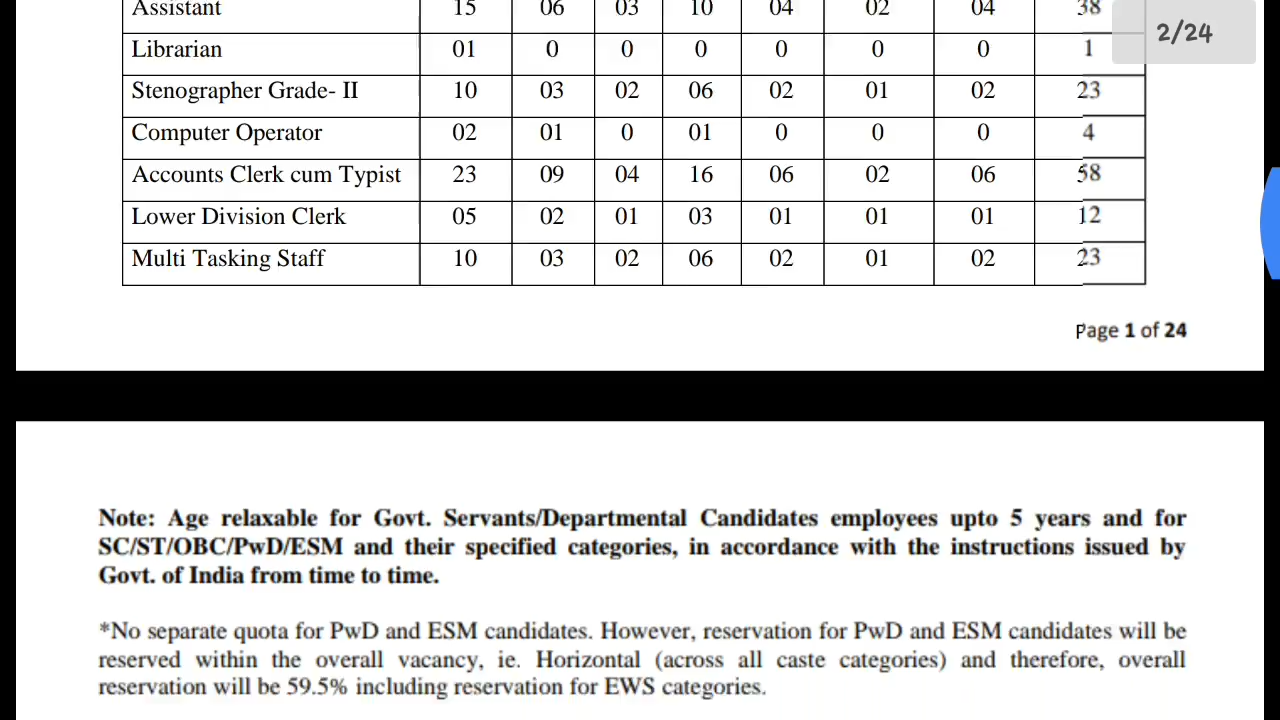 Assistant 15 06 03 10 04 02 04 38
2/24
Librarian 01 0 0 0 0 0 0 1
Stenographer Grade- II 10 03 02 06 02 01 02 23
Computer Operator 02 01 0 01 0 0 0 4
Accounts Clerk cum Typist 23 09 04 16 06 02 06 58
Lower Division Clerk 05 02 01 03 01 01 01 12
Multi Tasking Staff 10 03 02 06 02 01 02 23
Page 1 of 24
Note: Age relaxable for Govt. Servants/Departmental Candidates employees upto 5 years and for
SC/ST/OBC/PwD/ESM and their specified categories, in accordance with the instructions issued by
Govt. of India from time to time.
*No separate quota for PwD and ESM candidates. However, reservation for PwD and ESM candidates will be
reserved within the overall vacancy, ie. Horizontal (across all caste categories) and therefore, overall
reservation will be 59.5% including reservation for EWS categories.